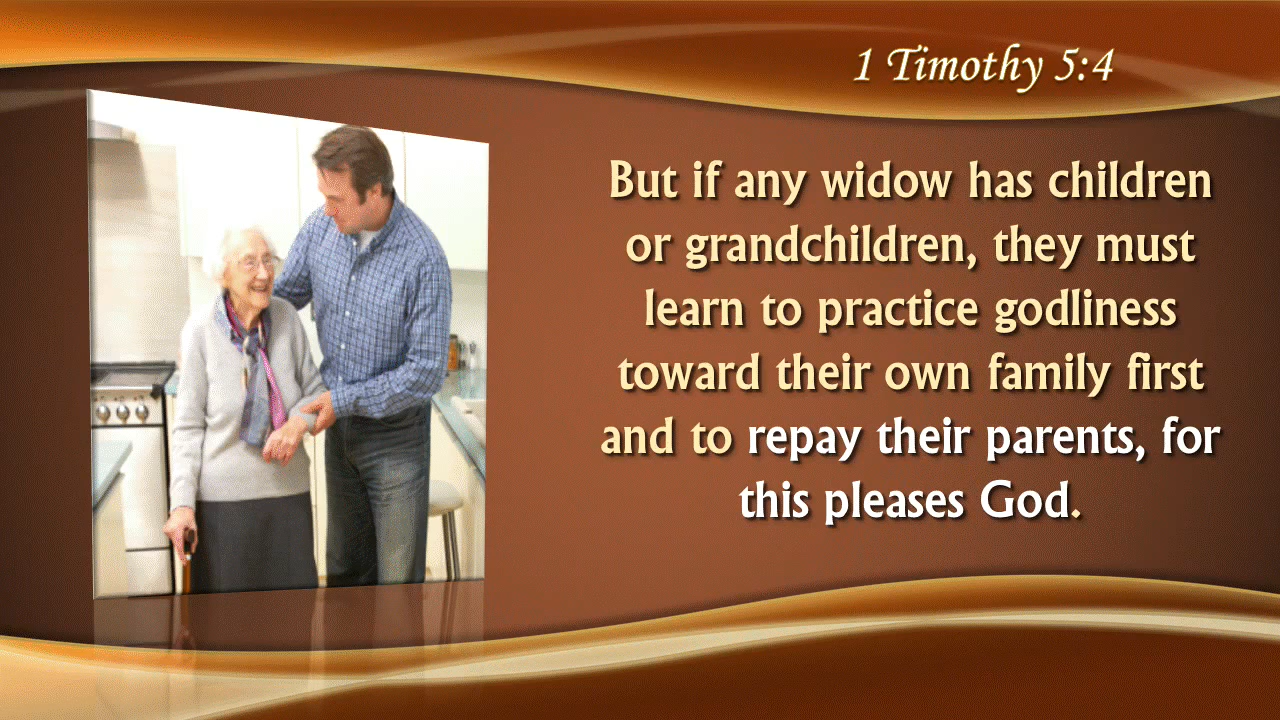 1 Timothy 5:4
But if any widow has children
or grandchildren, they must
learn to practice godliness
toward their own family first
and to repay their parents, for
this pleases God.